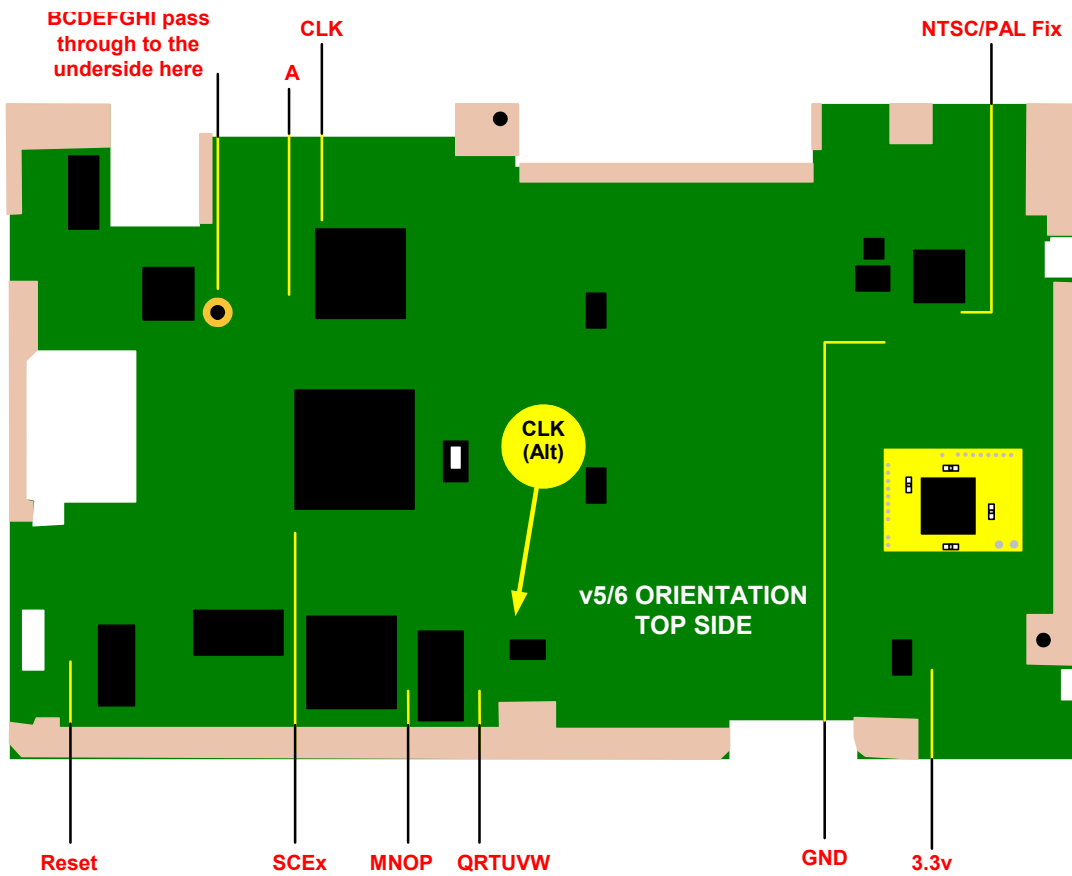 BCDEFGHI pass
through to the
underside here
A
CLK
NTSC/PAL Fix
CLK
(Alt)
v5/6 ORIENTATION
TOP SIDE
Reset
SCEx
MNOP
QRTUVW
GND
3.3v